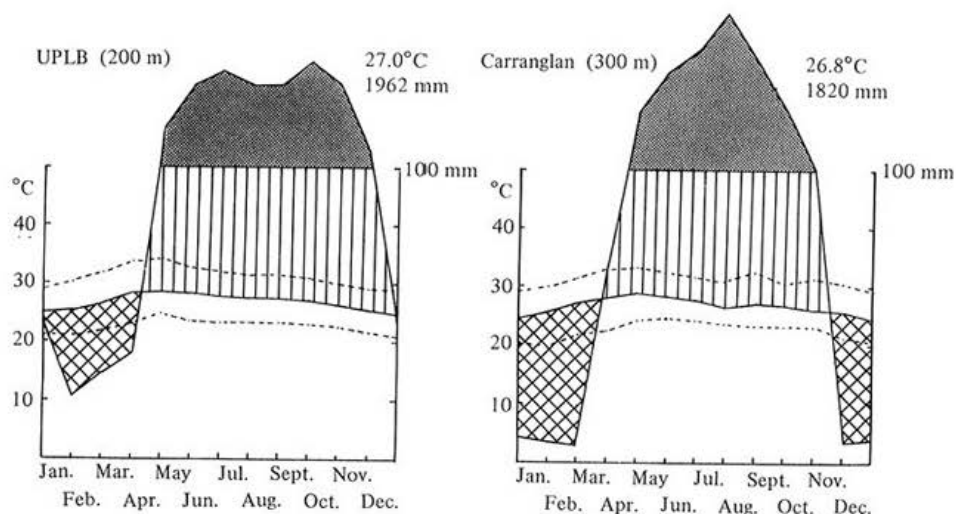 UPLB (200 m)
27.0°C
1962 mm
100 mm
°C
40
30
20
10
Jan. Mar. May Jul. Sept. Nov.
Feb. Apr. Jun. Aug. Oct. Dec.
Carranglan (300 m)
26.8°C
1820 mm
100 mm
°C
40
30
20
10
Jan. Mar. May Jul. Sept. Nov.
Feb. Apr. Jun. Aug. Oct. Dec.